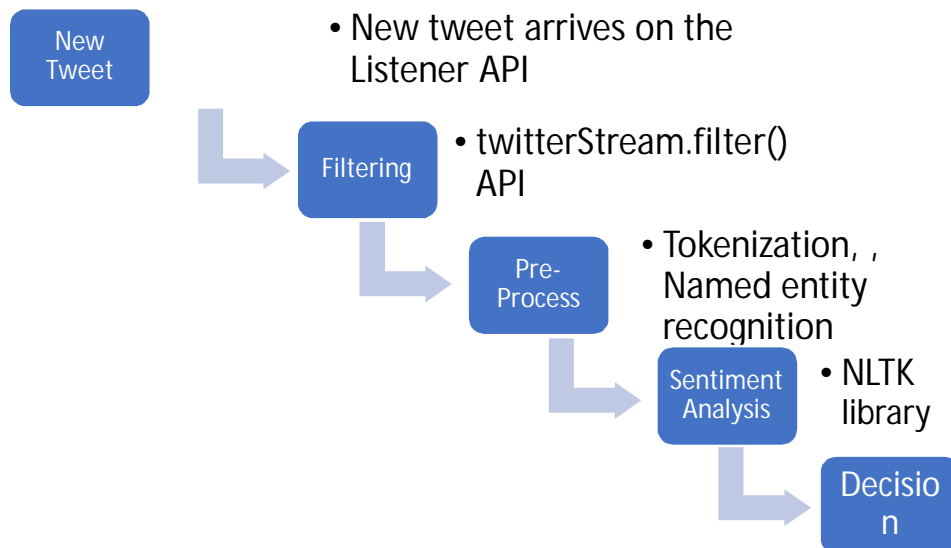 New
Tweet
• New tweet arrives on the
Listener API
Filtering
• twitterStream.filter()
API
Pre-
Process
• Tokenization, ,
Named entity
recognition
Sentiment
Analysis
• NLTK
library
Decisio
n